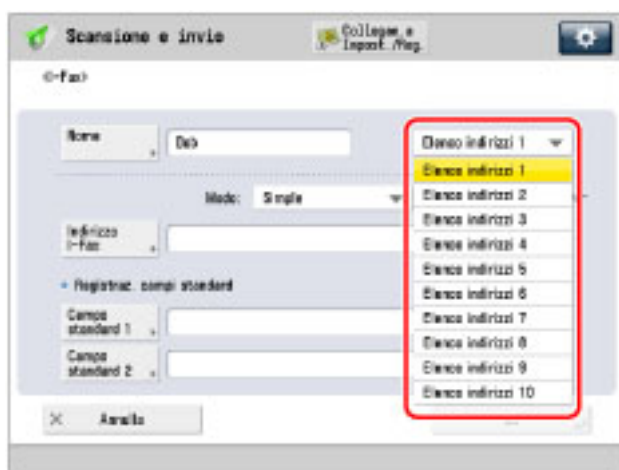 Scansione e invio
Collegam. e
Impost./Reg.
<I-Fax>
Nome
Bob
Elenco indirizzi 1
Elenco indirizzi 1
Elenco indirizzi 2
Modo: Simple
Elenco indirizzi 3
Indirizzo
I-Fax
Elenco indirizzi 4
Elenco indirizzi 5
Registraz. campi standard
Elenco indirizzi 6
Campo
standard 1
Elenco indirizzi 7
Elenco indirizzi 8
Campo
standard 2
Elenco indirizzi 9
Elenco indirizzi 10
Annulla